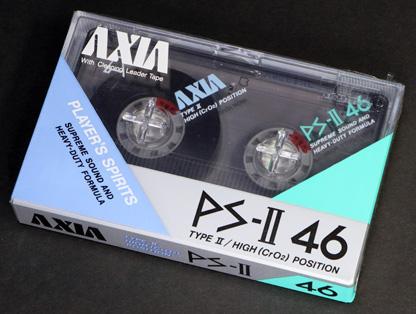 AXIA
With Cleaning Leader Tape
AXIA
TYPE II
HIGH (CrO2) POSITION
PS-II 46
SUPREME SOUND AND
HEAVY-DUTY FORMULA
PLAYER'S SPIRITS
SUPREME SOUND AND
HEAVY-DUTY FORMULA
PS-II 46
TYPE II / HIGH (CrO2) POSITION
AXIA
PS-II
46